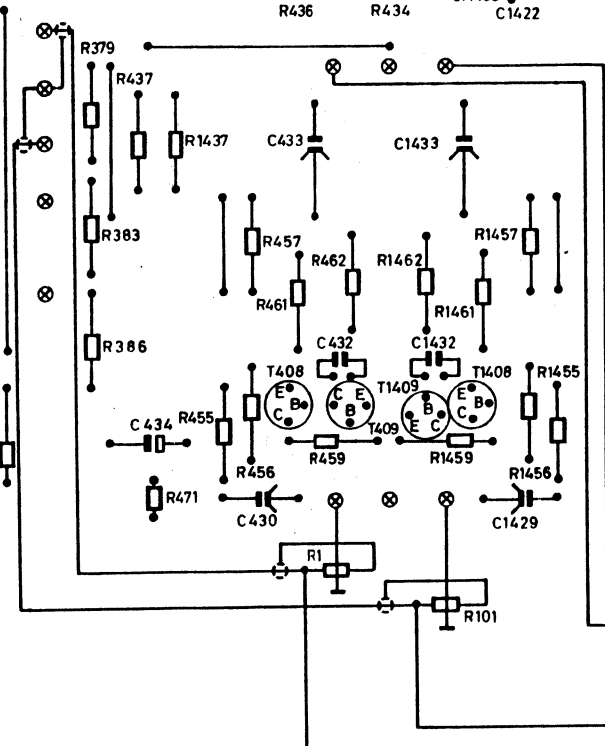 R436
R434
C1422
R379
R437
R1437
C433
C1433
R383
R457
R462
R1462
R1457
R461
R1461
R386
C432
C1432
T408
T1409
T1408
R1455
E
B
C
C
E
B
B
E
C
E
B
C
C434
R455
T409
R456
R459
R1459
R1456
R471
C430
C1429
R1
R101